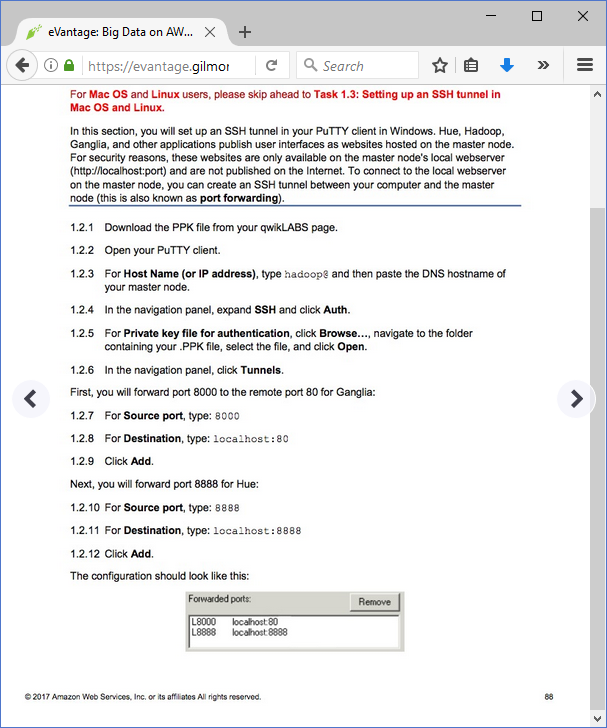 eVantage: Big Data on AW...
https://evantage.gilmor
Search
For Mac OS and Linux users, please skip ahead to Task 1.3: Setting up an SSH tunnel in
Mac OS and Linux.
In this section, you will set up an SSH tunnel in your PuTTY client in Windows. Hue, Hadoop,
Ganglia, and other applications publish user interfaces as websites hosted on the master node.
For security reasons, these websites are only available on the master node's local webserver
(http://localhost:port) and are not published on the Internet. To connect to the local webserver
on the master node, you can create an SSH tunnel between your computer and the master
node (this is also known as port forwarding).
1.2.1 Download the PPK file from your qwikLABS page.
1.2.2 Open your PuTTY client.
1.2.3 For Host Name (or IP address), type hadoop@ and then paste the DNS hostname of
your master node.
1.2.4 In the navigation panel, expand SSH and click Auth.
1.2.5 For Private key file for authentication, click Browse..., navigate to the folder
containing your .PPK file, select the file, and click Open.
1.2.6 In the navigation panel, click Tunnels.
First, you will forward port 8000 to the remote port 80 for Ganglia:
1.2.7 For Source port, type: 8000
1.2.8 For Destination, type: localhost:80
1.2.9 Click Add.
Next, you will forward port 8888 for Hue:
1.2.10 For Source port, type: 8888
1.2.11 For Destination, type: localhost:8888
1.2.12 Click Add.
The configuration should look like this:
Forwarded ports: Remove
L8000 localhost:80
L8888 localhost:8888
© 2017 Amazon Web Services, Inc. or its affiliates All rights reserved. 88